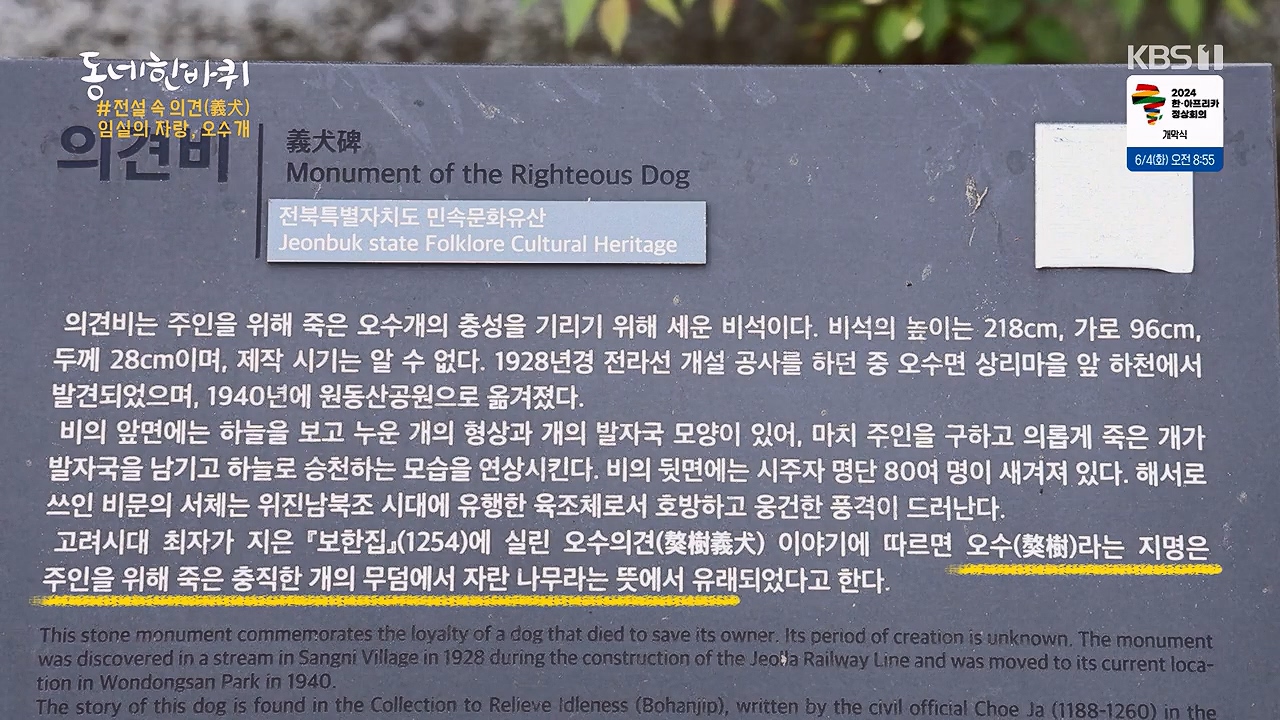 동네한바퀴
#전설 속 의견(義犬)
임실의 자랑, 오수개
KBS 1
2024
한·아프리카
정상회의
개막식
6/4(화) 오전 8:55
의견비
義犬碑
Monument of the Righteous Dog
전북특별자치도 민속문화유산
Jeonbuk state Folklore Cultural Heritage
의견비는 주인을 위해 죽은 오수개의 충성을 기리기 위해 세운 비석이다. 비석의 높이는 218cm, 가로 96cm,
두께 28cm이며, 제작 시기는 알 수 없다. 1928년경 전라선 개설 공사를 하던 중 오수면 상리마을 앞 하천에서
발견되었으며, 1940년에 원동산공원으로 옮겨졌다.
비의 앞면에는 하늘을 보고 누운 개의 형상과 개의 발자국 모양이 있어, 마치 주인을 구하고 의롭게 죽은 개가
발자국을 남기고 하늘로 승천하는 모습을 연상시킨다. 비의 뒷면에는 시주자 명단 80여 명이 새겨져 있다. 해서로
쓰인 비문의 서체는 위진남북조 시대에 유행한 육조체로서 호방하고 웅건한 풍격이 드러난다.
고려시대 최자가 지은 『보한집』(1254)에 실린 오수의견(獒樹義犬) 이야기에 따르면 오수(獒樹)라는 지명은
주인을 위해 죽은 충직한 개의 무덤에서 자란 나무라는 뜻에서 유래되었다고 한다.
This stone monument commemorates the loyalty of a dog that died to save its owner. Its period of creation is unknown. The monument
was discovered in a stream in Sangni Village in 1928 during the construction of the Jeolla Railway Line and was moved to its current loca-
tion in Wondongsan Park in 1940.
The story of this dog is found in the Collection to Relieve Idleness (Bohanjip), written by the civil official Choe Ja (1188-1260) in the